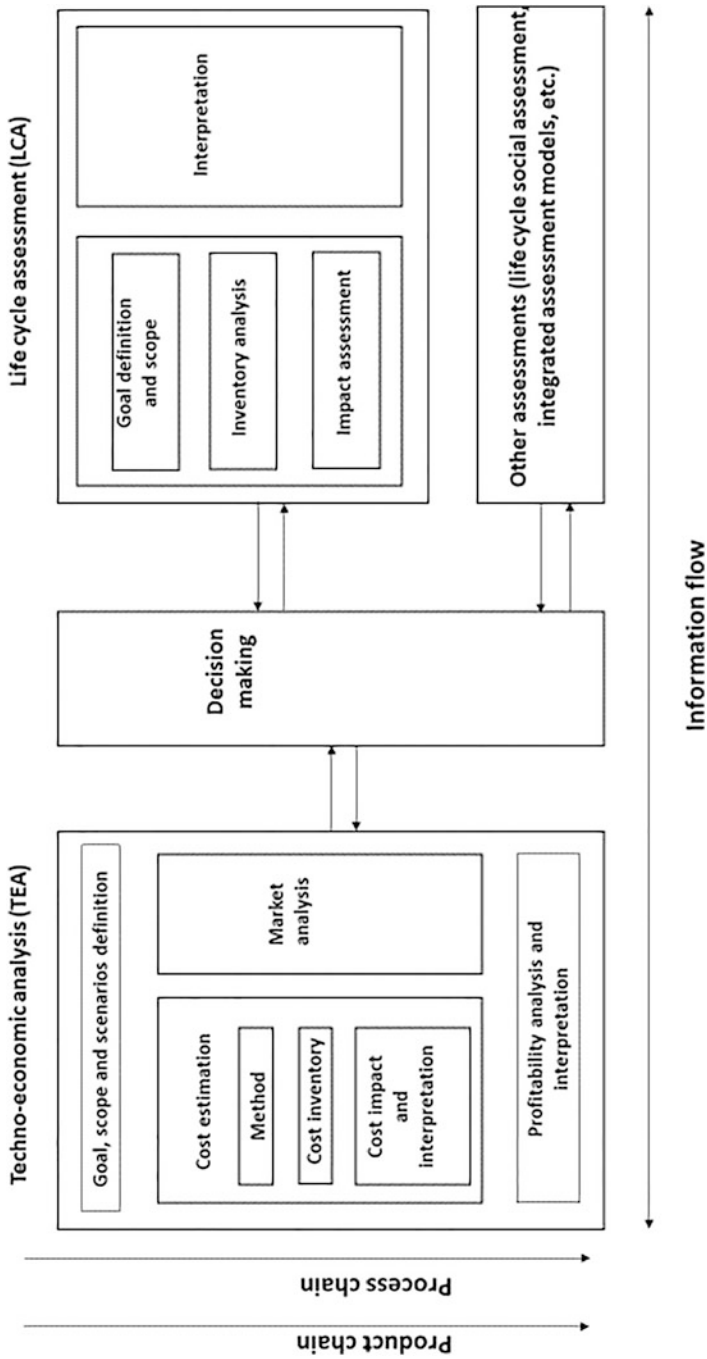 Techno-economic analysis (TEA)
Goal, scope and scenarios definition
Cost estimation
Method
Cost inventory
Cost impact
and
interpretation
Market
analysis
Profitability analysis and
interpretation
Decision
making
Life cycle assessment (LCA)
Goal definition
and scope
Inventory analysis
Impact assessment
Interpretation
Other assessments (life cycle social assessment,
integrated assessment models, etc.)
Product chain
Process chain
Information flow